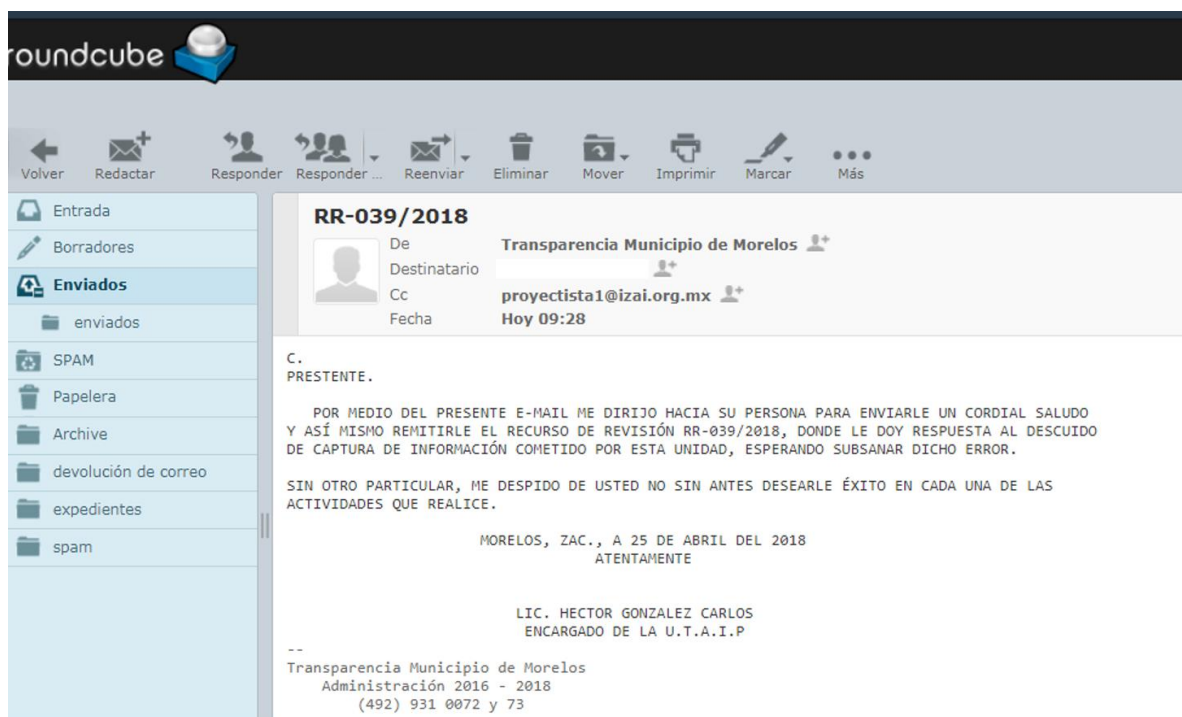 roundcube
Volver Redactar Responder Responder ... Reenviar Eliminar Mover Imprimir Marcar Más
Entrada
Borradores
Enviados
enviados
SPAM
Papelera
Archive
devolución de correo
expedientes
spam
RR-039/2018
De Transparencia Municipio de Morelos
Destinatario
Cc proyectista1@izai.org.mx
Fecha Hoy 09:28
C.
PRESTENTE.
POR MEDIO DEL PRESENTE E-MAIL ME DIRIJO HACIA SU PERSONA PARA ENVIARLE UN CORDIAL SALUDO
Y ASÍ MISMO REMITIRLE EL RECURSO DE REVISIÓN RR-039/2018, DONDE LE DOY RESPUESTA AL DESCUIDO
DE CAPTURA DE INFORMACIÓN COMETIDO POR ESTA UNIDAD, ESPERANDO SUBSANAR DICHO ERROR.
SIN OTRO PARTICULAR, ME DESPIDO DE USTED NO SIN ANTES DESEARLE ÉXITO EN CADA UNA DE LAS
ACTIVIDADES QUE REALICE.
MORELOS, ZAC., A 25 DE ABRIL DEL 2018
ATENTAMENTE
LIC. HECTOR GONZALEZ CARLOS
ENCARGADO DE LA U.T.A.I.P
--
Transparencia Municipio de Morelos
Administración 2016 - 2018
(492) 931 0072 y 73